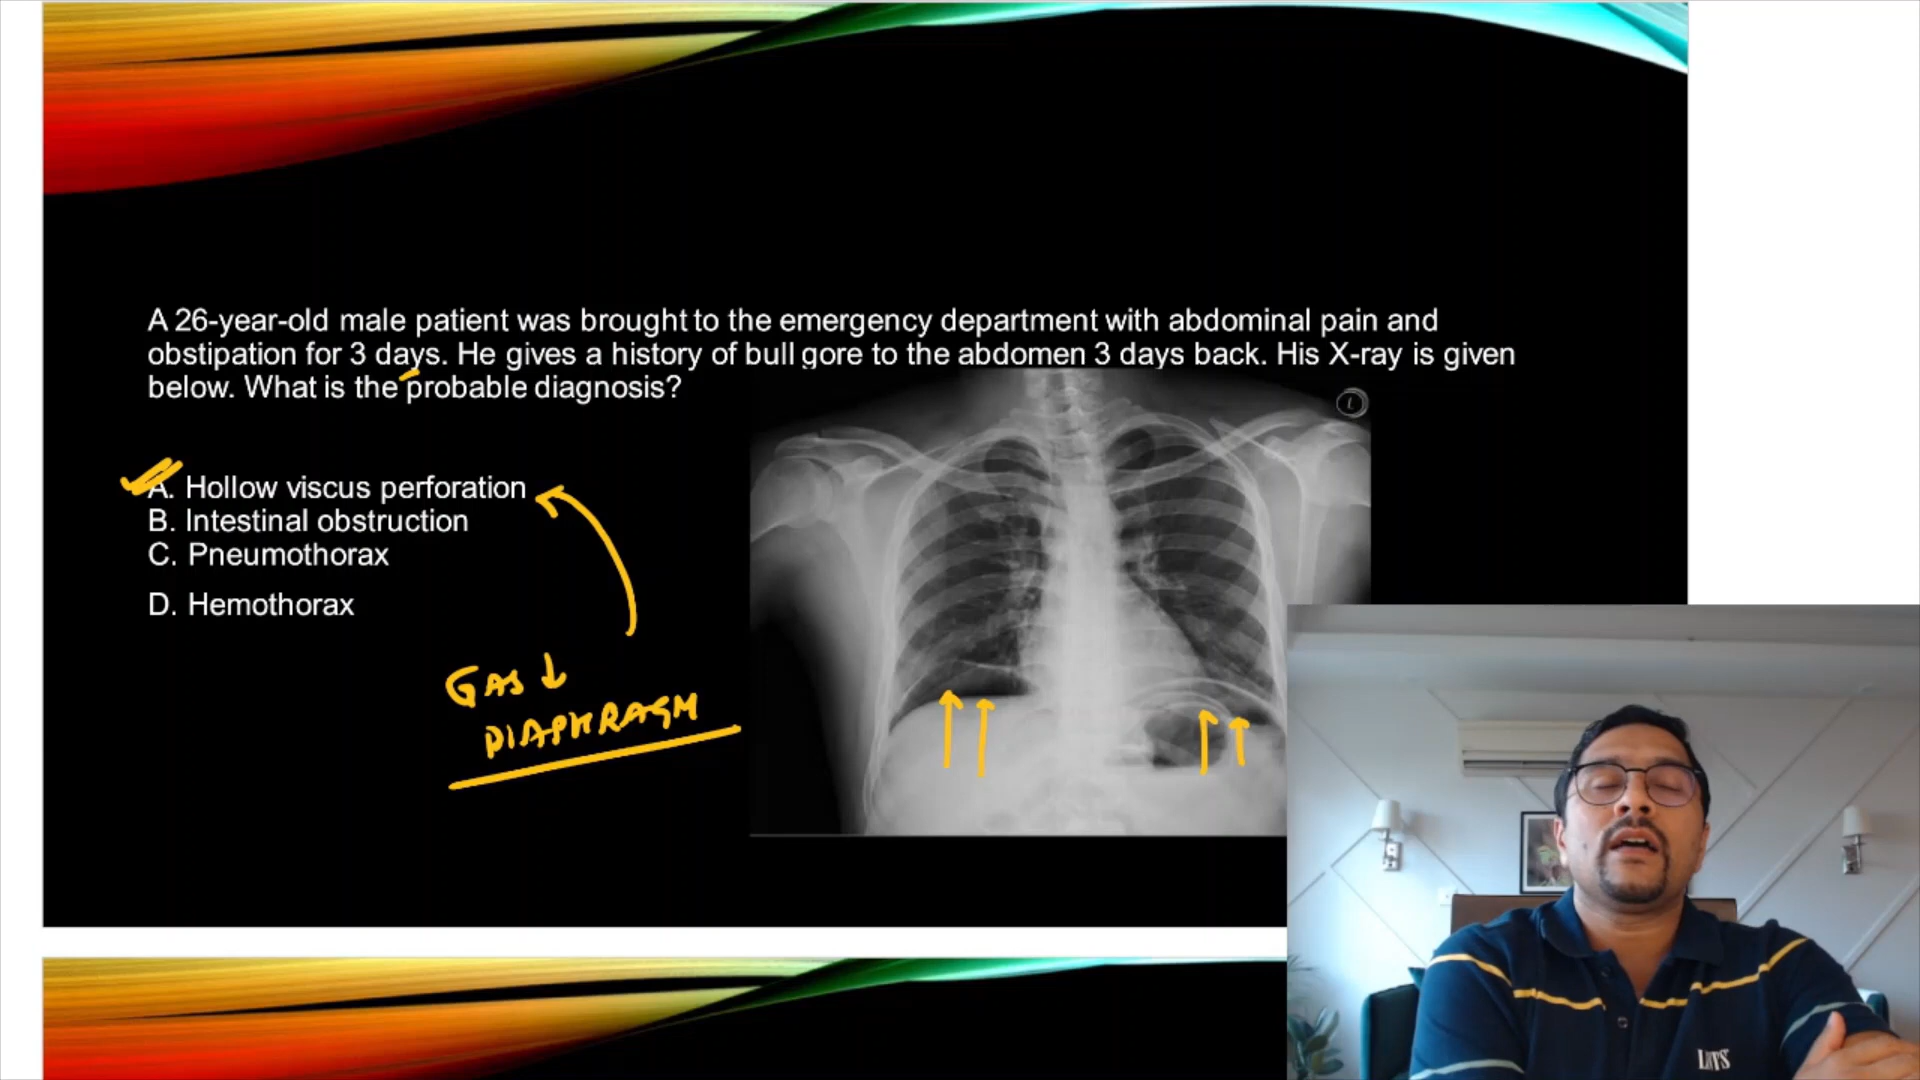 A 26-year-old male patient was brought to the emergency department with abdominal pain and
obstipation for 3 days. He gives a history of bull gore to the abdomen 3 days back. His X-ray is given
below. What is the probable diagnosis?
A. Hollow viscus perforation
B. Intestinal obstruction
C. Pneumothorax
D. Hemothorax
GAS ↓
DIAPHRAGM
L